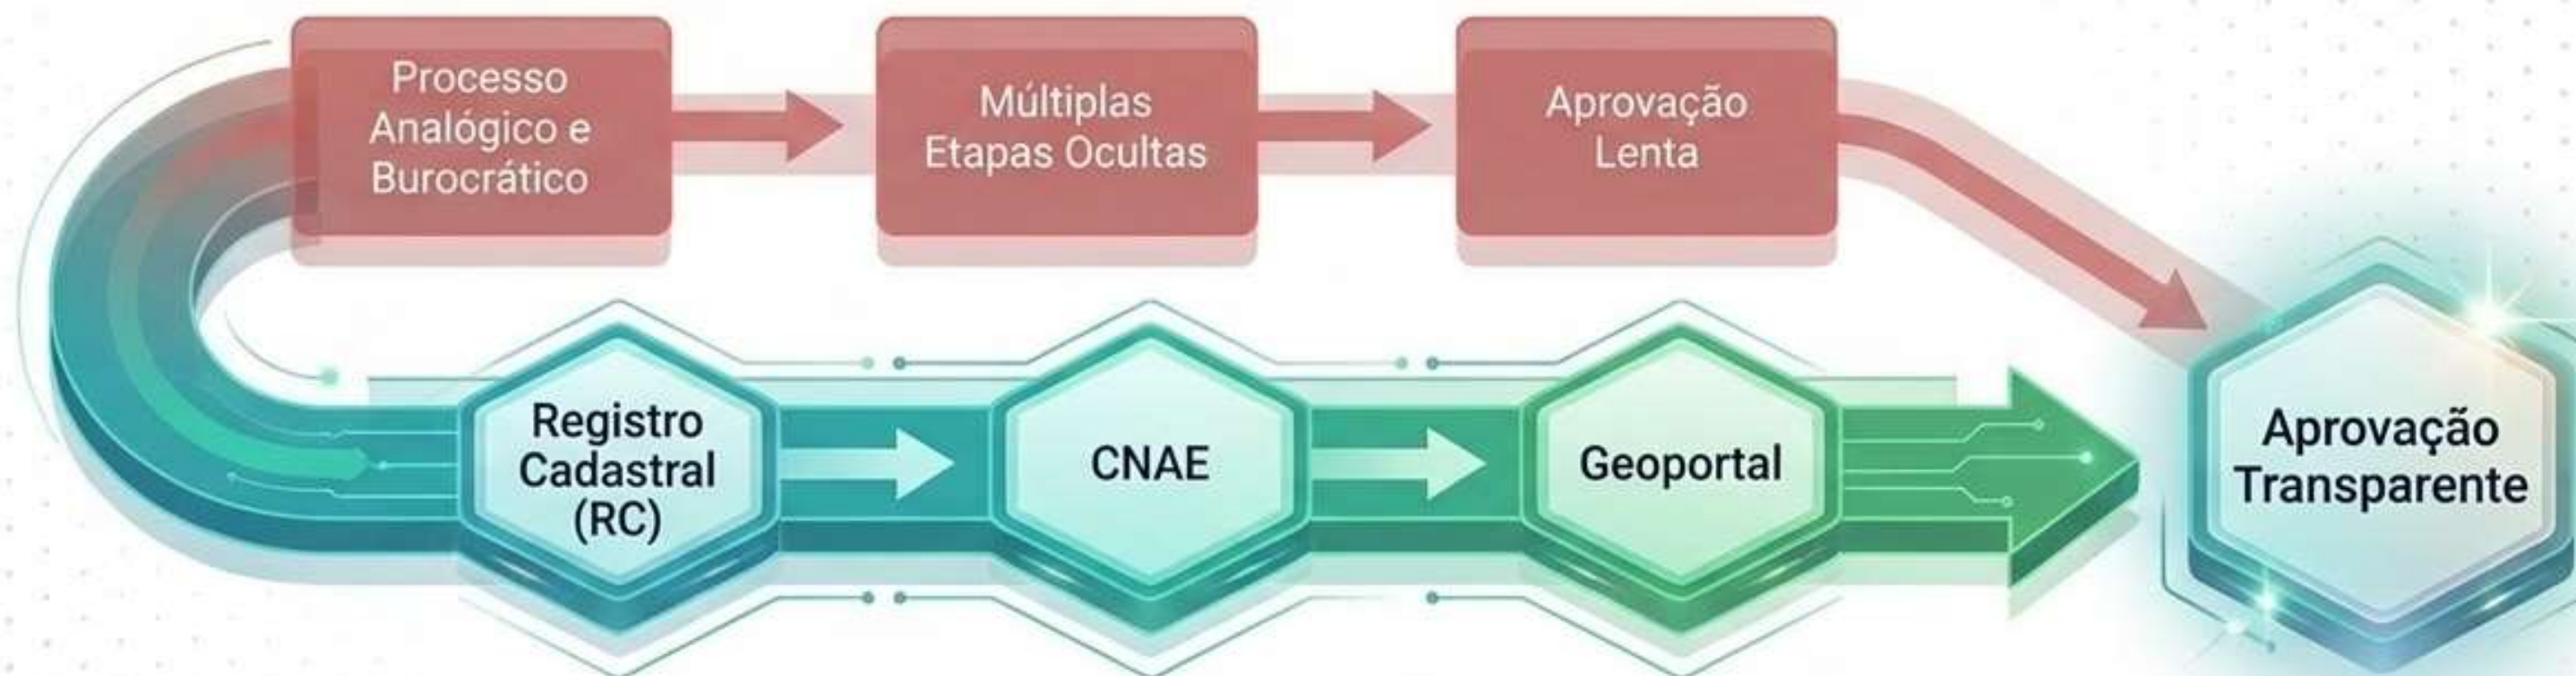 Processo
Analógico e
Burocrático
Múltiplas
Etapas Ocultas
Aprovação
Lenta
Registro
Cadastral
(RC)
CNAE
Geoportal
Aprovação
Transparente